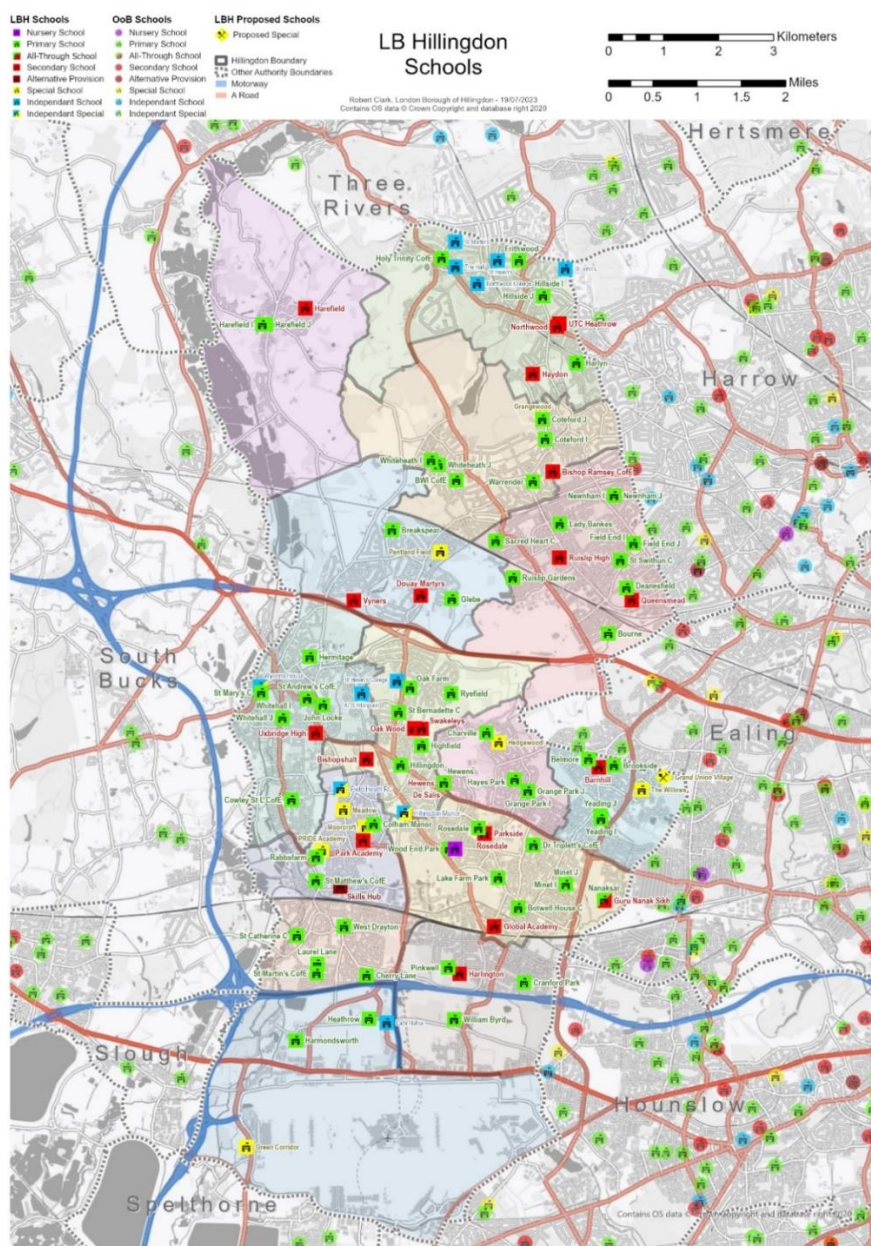 LBH Schools
Nursery School
Primary School
All-Through School
Secondary School
Alternative Provision
Special School
Independent School
Independant Special
OoB Schools
Nursery School
Primary School
All-Through School
Secondary School
Alternative Provision
Special School
Independant School
Independant Special
LBH Proposed Schools
Proposed Special
Hillingdon Boundary
Other Authority Boundaries
Motorway
A Road
LB Hillingdon
Schools
Robert Clark, London Borough of Hillingdon - 19/07/2023
Contains OS data © Crown Copyright and database right 2020
Kilometers
0 1 2 3
Miles
0 0.5 1 1.5 2
Hertsmere
Three
Rivers
Holy Trinity CofE
Frithwood
Hillside I
Hillside J
Harefield
Harefield I
Harefield J
Northwood
UTC Heathrow
Harlyn
Haydon
Harrow
Grangewood
Coteford J
Coteford I
Whiteheath I
Whiteheath J
BWI CofE
Warrender
Bishop Ramsey CofE
Newnham I
Newnham J
Breakspear
Lady Bankes
Sacred Heart C
Field End I
Field End J
Pentland Field
Ruislip High
St Swithun C
Ruislip Gardens
Deanesfield
Queensmead
Douay Martyrs
Vyners
Glebe
Bourne
South
Bucks
Hermitage
Oak Farm
Ryefield
St Mary's C
St Andrew's CofE
Whitehall I
Whitehall J
John Locke
St Bernadette C
Swakeleys
Oak Wood
Uxbridge High
Highfield
Charville
Hedgewood
Ealing
Bishopshall
Hillingdon
Belmore
Barnhill
Brookside
Grand Union Village
The Willows
Hewens
Hewens
De Salis
Hayes Park
Grange Park J
Grange Park I
Yeading J
Yeading I
Cowley St L' CofE
Meadow
Moorcroft
Colham Manor
PRIDE Academy
Park Academy
Rabbsfarm
Rosedale
Parkside
Rosedale
Wood End Park
Dr Triplett's CofE
Lake Farm Park
Minet J
Minet I
Nanaksar
Guru Nanak Sikh
St Matthew's CofE
Skills Hub
Botwell House C
Global Academy
West Drayton
St Catherine C
Laurel Lane
St Martin's CofE
Cherry Lane
Pinkwell
Harlington
Cranford Park
Heathrow
William Byrd
Harmondsworth
Slough
Hounslow
Green Corridor
Spelthorne